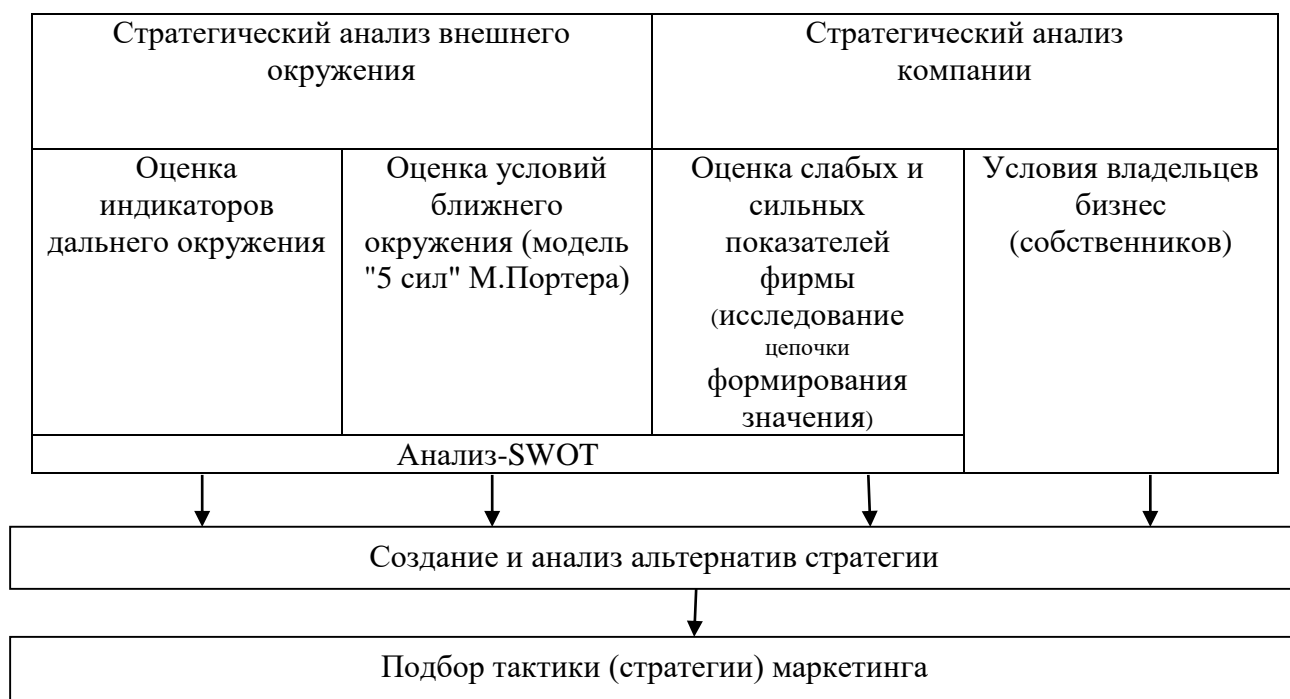 Стратегический анализ внешнего
окружения
Стратегический анализ
компании
Оценка
индикаторов
дальнего окружения
Оценка условий
ближнего
окружения (модель
"5 сил" М.Портера)
Оценка слабых и
сильных
показателей
фирмы
(исследование
цепочки
формирования
значения)
Условия владельцев
бизнес
(собственников)
Анализ-SWOT
Создание и анализ альтернатив стратегии
Подбор тактики (стратегии) маркетинга